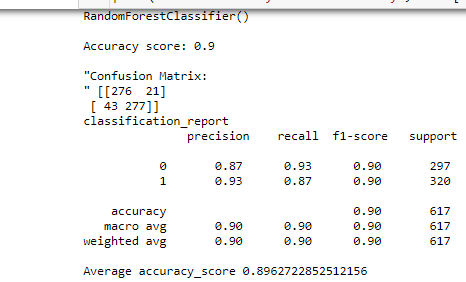 RandomForestClassifier()
Accuracy score: 0.9
"Confusion Matrix:
" [[276 21]
[ 43 277]]
classification_report
precision recall f1-score support
0 0.87 0.93 0.90 297
1 0.93 0.87 0.90 320
accuracy 0.90 617
macro avg 0.90 0.90 0.90 617
weighted avg 0.90 0.90 0.90 617
Average accuracy_score 0.8962722852512156